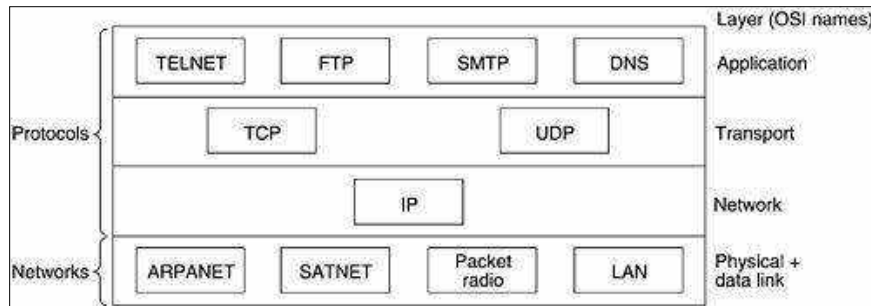 Layer (OSI names)
TELNET FTP SMTP DNS Application
Protocols TCP UDP Transport
IP Network
Networks ARPANET SATNET Packet radio LAN Physical + data link